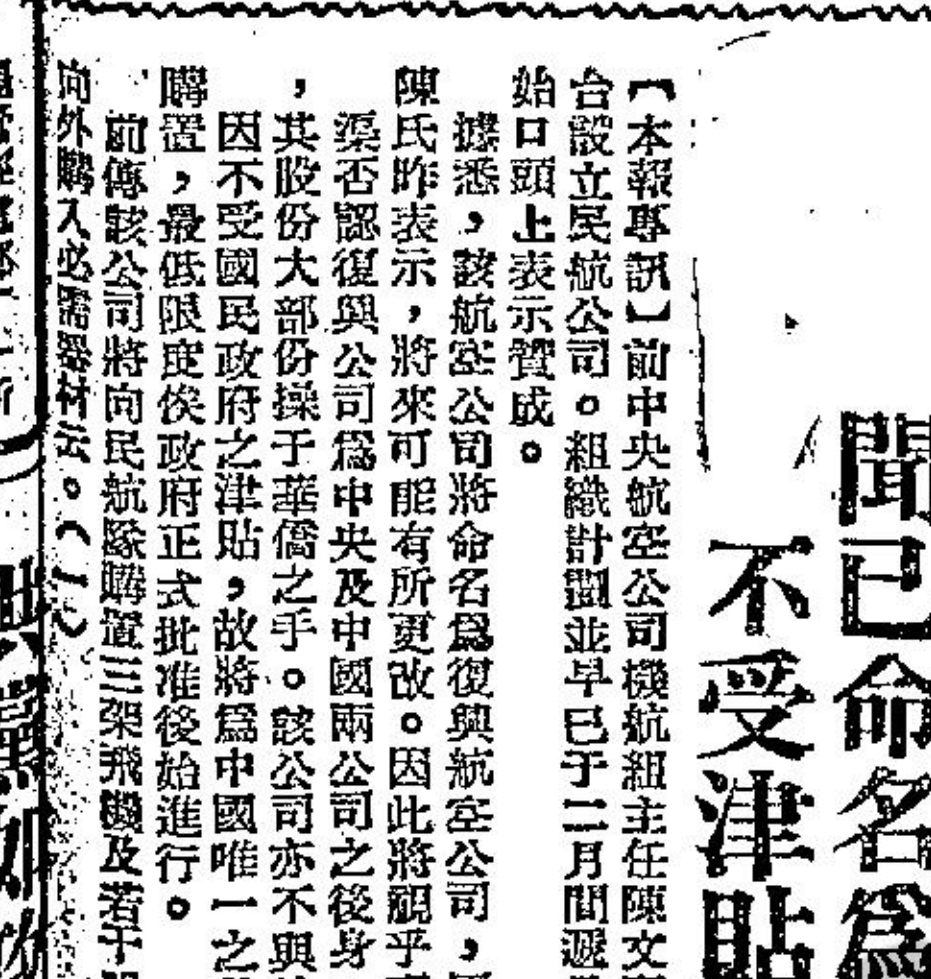 聞已命名爲
不受津貼
【本報專訊】前中央航空公司機航組主任陳文
台設立民航公司。組織計劃並早已于二月間遞
始口頭上表示贊成。
據悉,該航空公司將命名爲復興航空公司,
陳氏昨表示,將來可能有所更改。因此將視乎
渠否認復興公司爲中央及中國兩公司之後身
,其股份大部份操于華僑之手。該公司亦不與
因不受國民政府之津貼,故將爲中國唯一之
購置,最低限度俟政府正式批准後始進行。
前傳該公司將向民航隊購置三架飛機及若干
向外購入必需器材云。(一)